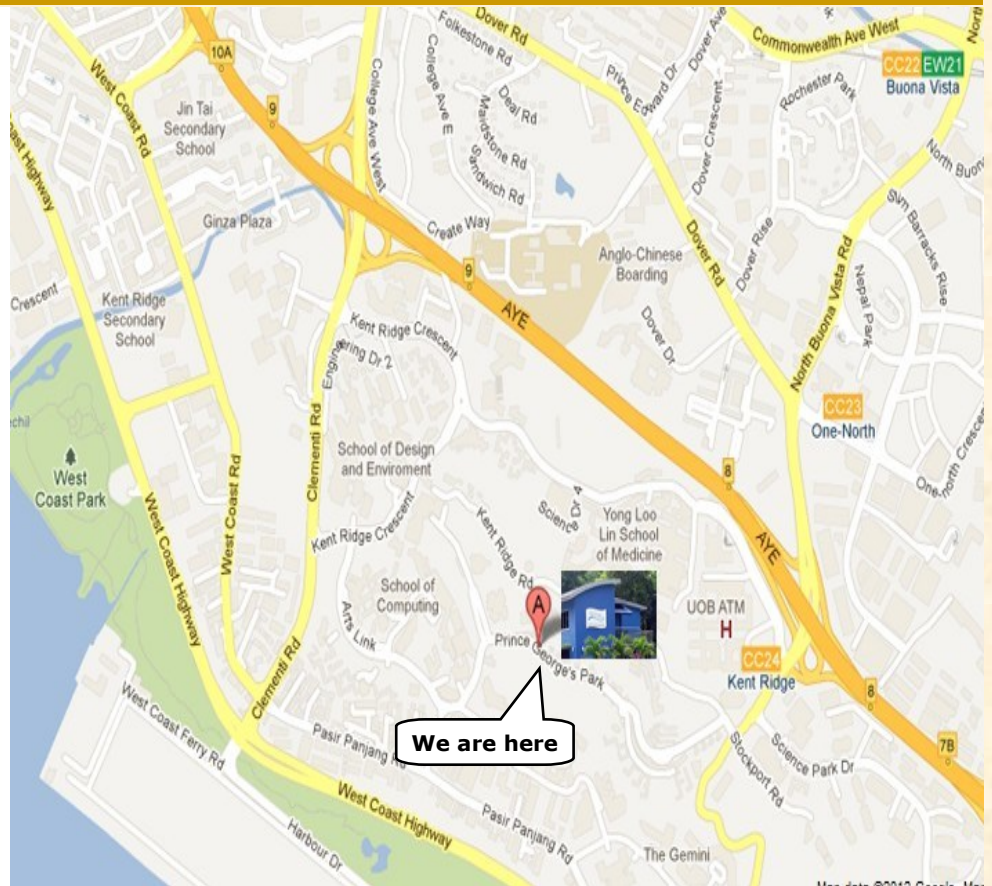 Dover Rd
Folkestone Rd
Commonwealth Ave West
North
10A
CC22 EW21
Buona Vista
West Coast Rd
College Ave West
College Ave E
Prince Edward Dr
Dover Ave
Rochester Park
Deal Rd
Jin Tai
Secondary
School
9
Maidstone Rd
Dover Crescent
Sandwich Rd
Ginza Plaza
Create Way
Dover Rise
Swn Barracks Rise
9
Anglo-Chinese
Boarding
Dover Rd
Nepal Park
Crescent
Kent Ridge
Secondary
School
AYE
Kent Ridge Crescent
Dover Dr
North Buona Vista Rd
ering Dr 2
CC23
One-North
School of Design
and Enviroment
Clementi Rd
West
Coast Park
West Coast Rd
8
One-north Crescent
Kent Ridge Crescent
Kent Ridge Rd
Science Dr 4
Yong Loo
Lin School
of Medicine
AYE
West Coast Highway
School of
Computing
A
UOB ATM
H
Arts Link
Prince George's Park
CC24
Kent Ridge
8
Clementi Rd
West Coast Ferry Rd
Pasir Panjang Rd
We are here
Stockport Rd
Science Park Dr
7B
West Coast Highway
Pasir Panjang Rd
Harbour Dr
The Gemini